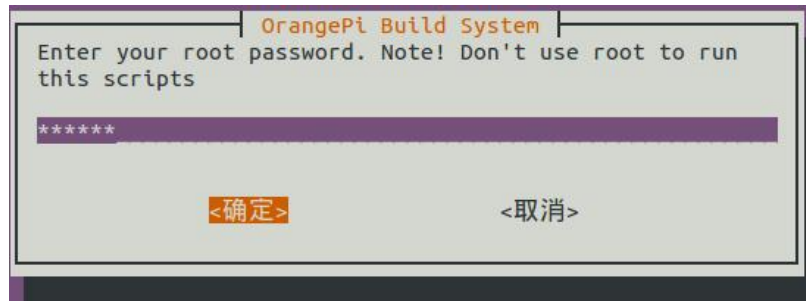 OrangePi Build System
Enter your root password. Note! Don't use root to run
this scripts
******
<确定> <取消>